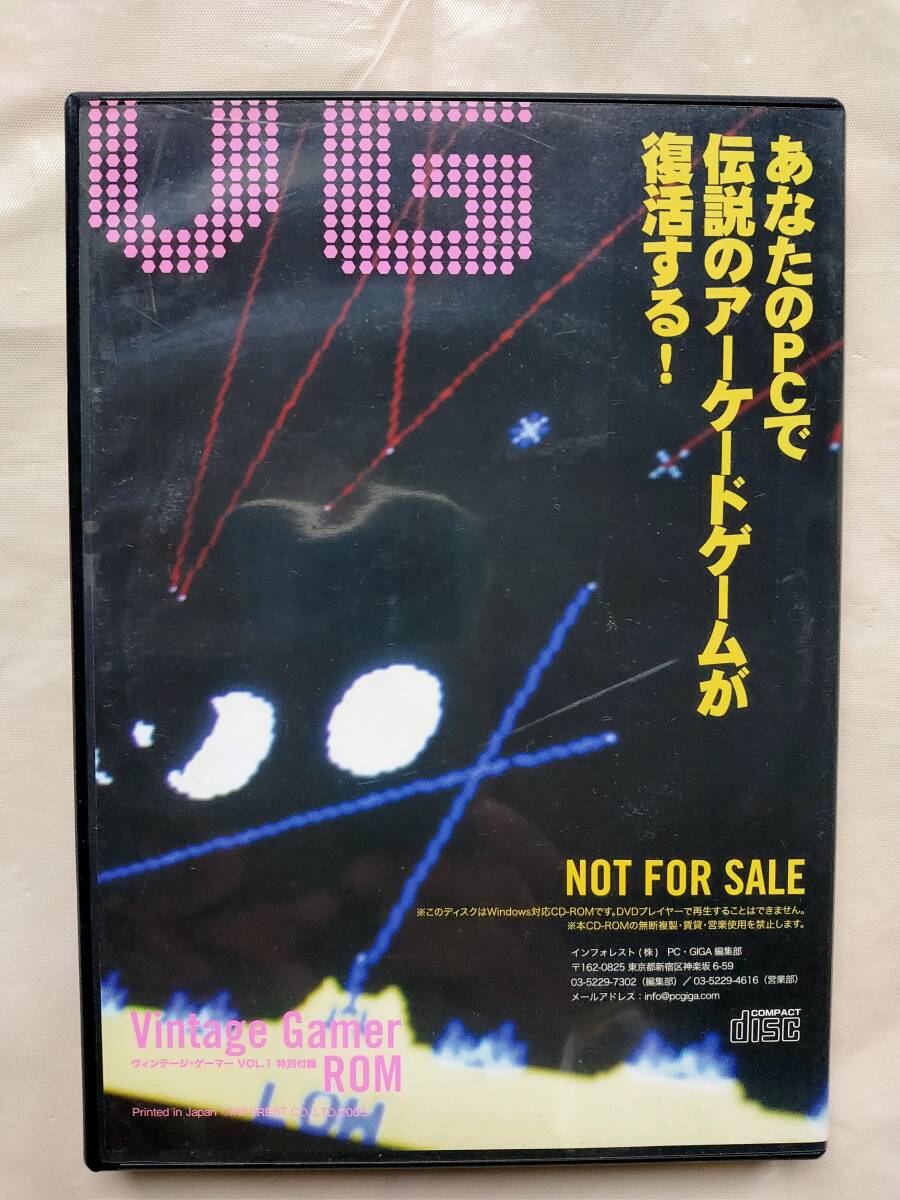 VG
あなたのPCで
伝説のアーケードゲームが
復活する!
NOT FOR SALE
※このディスクはWindows対応CD-ROMです。DVDプレイヤーで再生することはできません。
※本CD-ROMの無断複製・賃貸・営業使用を禁止します。
インフォレスト(株) PC・GIGA 編集部
〒162-0825 東京都新宿区神楽坂 6-59
03-5229-7302(編集部)/ 03-5229-4616(営業部)
メールアドレス:info@pcgiga.com
COMPACT
disc
Vintage Gamer
ヴィンテージ・ゲーマー VOL.1 特別付録
ROM
Printed in Japan ©INFOREST CO.,LTD.2005
LOW